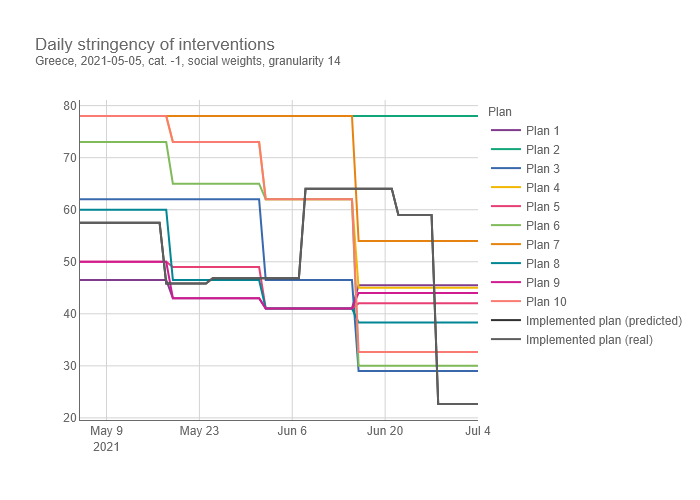 Daily stringency of interventions
Greece, 2021-05-05, cat. -1, social weights, granularity 14
80
70
60
50
40
30
20
May 9
2021
May 23
Jun 6
Jun 20
Jul 4
Plan
Plan 1
Plan 2
Plan 3
Plan 4
Plan 5
Plan 6
Plan 7
Plan 8
Plan 9
Plan 10
Implemented plan (predicted)
Implemented plan (real)